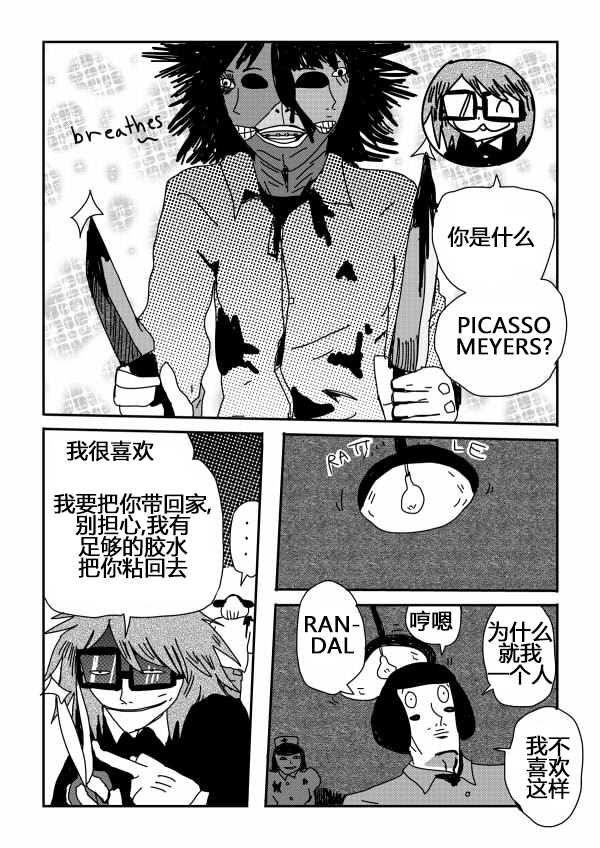 breathes
你是什么
PICASSO
MEYERS?
我很喜欢
我要把你带回家,
别担心,我有
足够的胶水
把你粘回去
...
RATTLE
RAN-
DAL
哼嗯
为什么
就我
一个人
我不
喜欢
这样